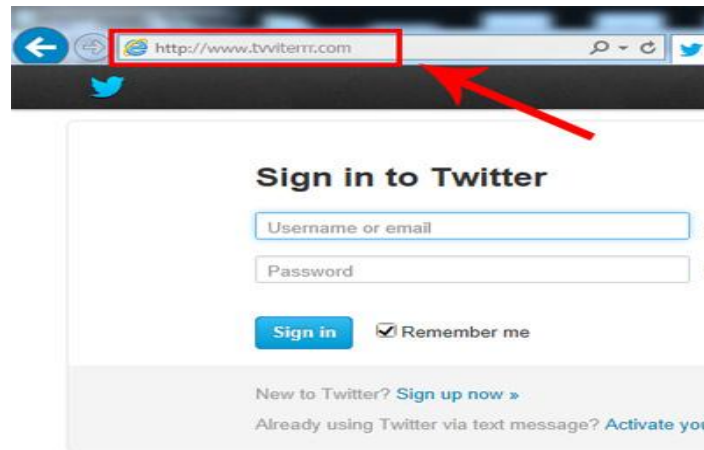 http://www.tvviterrr.com
Sign in to Twitter
Username or email
Password
Sign in
Remember me
New to Twitter? Sign up now »
Already using Twitter via text message? Activate you